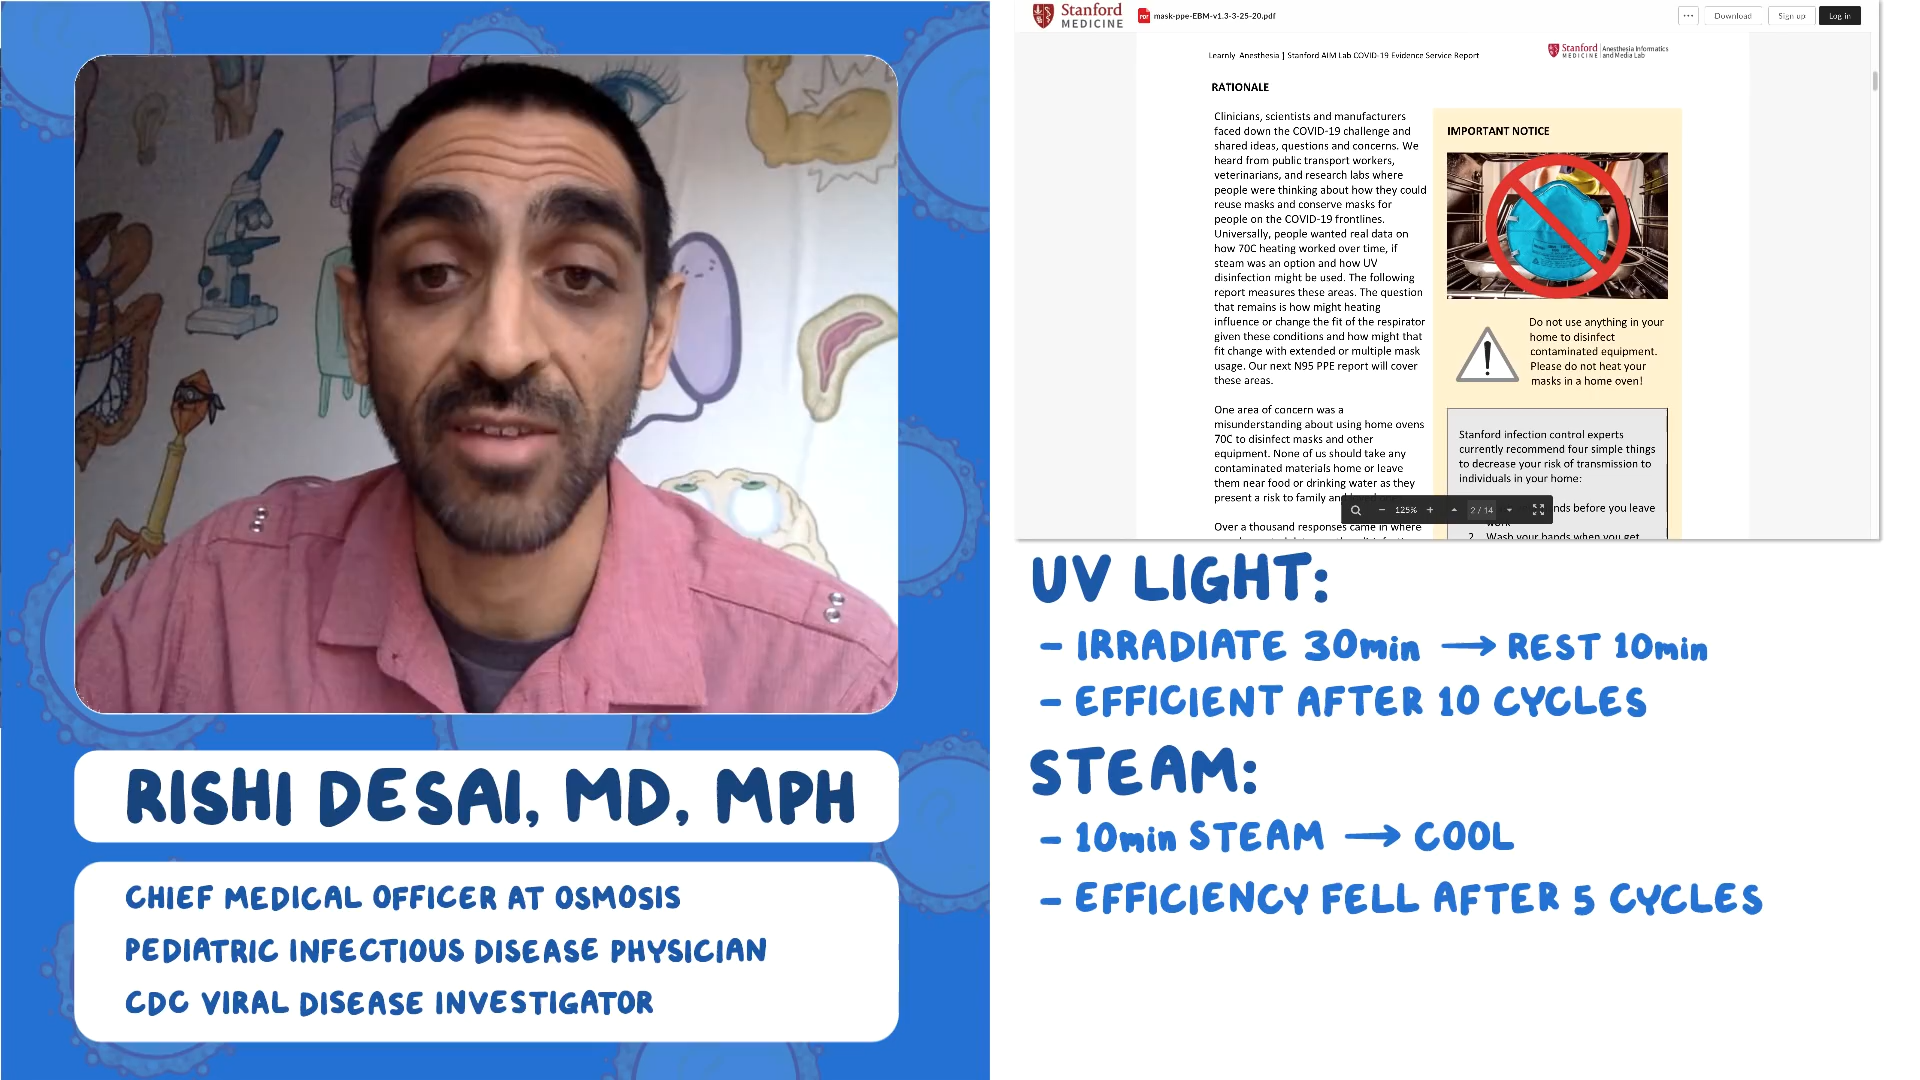 RISHI DESAI, MD, MPH
CHIEF MEDICAL OFFICER AT OSMOSIS
PEDIATRIC INFECTIOUS DISEASE PHYSICIAN
CDC VIRAL DISEASE INVESTIGATOR
Stanford
MEDICINE
PDF
mask-ppe-EBM-v1.3-3-25-20.pdf
Download
Sign up
Log in
Learnly Anesthesia | Stanford AIM Lab COVID-19 Evidence Service Report
Stanford
MEDICINE
Anesthesia Informatics
and Media Lab
RATIONALE
Clinicians, scientists and manufacturers
faced down the COVID-19 challenge and
shared ideas, questions and concerns. We
heard from public transport workers,
veterinarians, and research labs where
people were thinking about how they could
reuse masks and conserve masks for
people on the COVID-19 frontlines.
Universally, people wanted real data on
how 70C heating worked over time, if
steam was an option and how UV
disinfection might be used. The following
report measures these areas. The question
that remains is how might heating
influence or change the fit of the respirator
given these conditions and how might that
fit change with extended or multiple mask
usage. Our next N95 PPE report will cover
these areas.
One area of concern was a
misunderstanding about using home ovens
70C to disinfect masks and other
equipment. None of us should take any
contaminated materials home or leave
them near food or drinking water as they
present a risk to family and
Over a thousand responses came in where
IMPORTANT NOTICE
Do not use anything in your
home to disinfect
contaminated equipment.
Please do not heat your
masks in a home oven!
Stanford infection control experts
currently recommend four simple things
to decrease your risk of transmission to
individuals in your home:
before you leave
work
2. Wash your hands when you get
125%
2 / 14
UV LIGHT:
- IRRADIATE 30min → REST 10min
- EFFICIENT AFTER 10 CYCLES
STEAM:
- 10min STEAM → COOL
- EFFICIENCY FELL AFTER 5 CYCLES